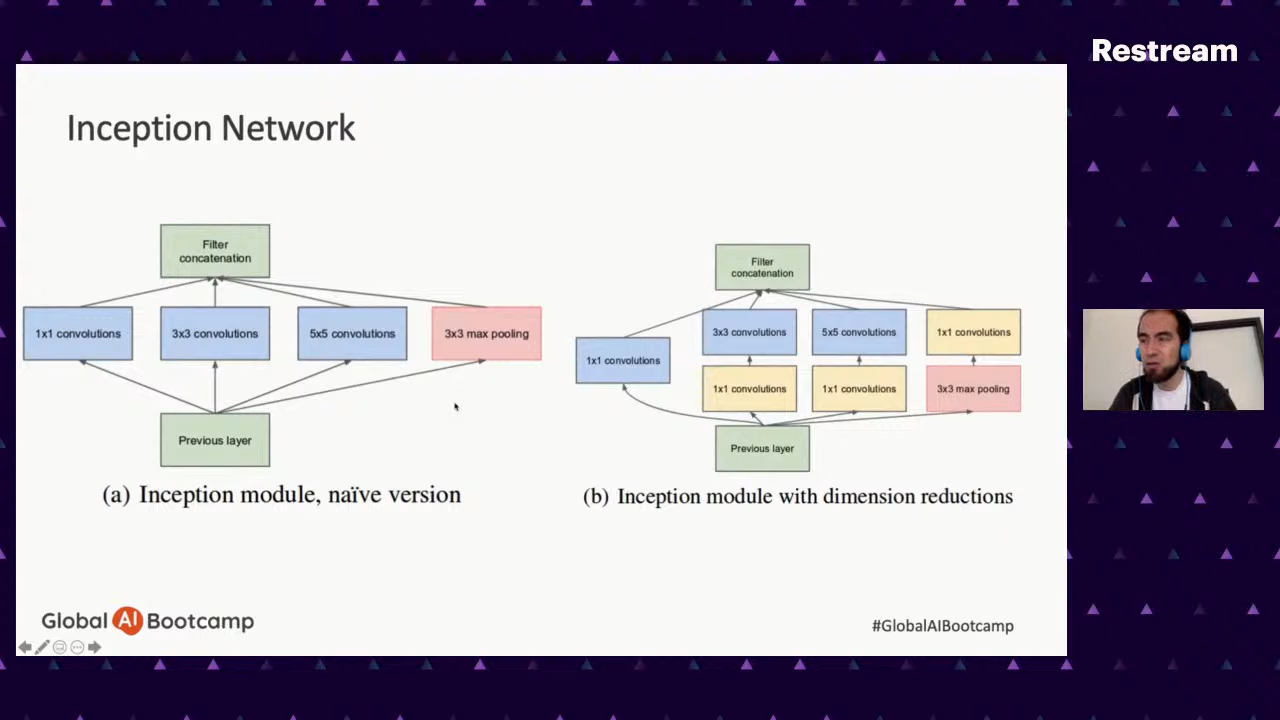 Restream
Inception Network
Filter
concatenation
1x1 convolutions
3x3 convolutions
5x5 convolutions
3x3 max pooling
Previous layer
(a) Inception module, naïve version
Filter
concatenation
3x3 convolutions
5x5 convolutions
1x1 convolutions
1x1 convolutions
1x1 convolutions
1x1 convolutions
3x3 max pooling
Previous layer
(b) Inception module with dimension reductions
Global AI Bootcamp
#GlobalAIBootcamp